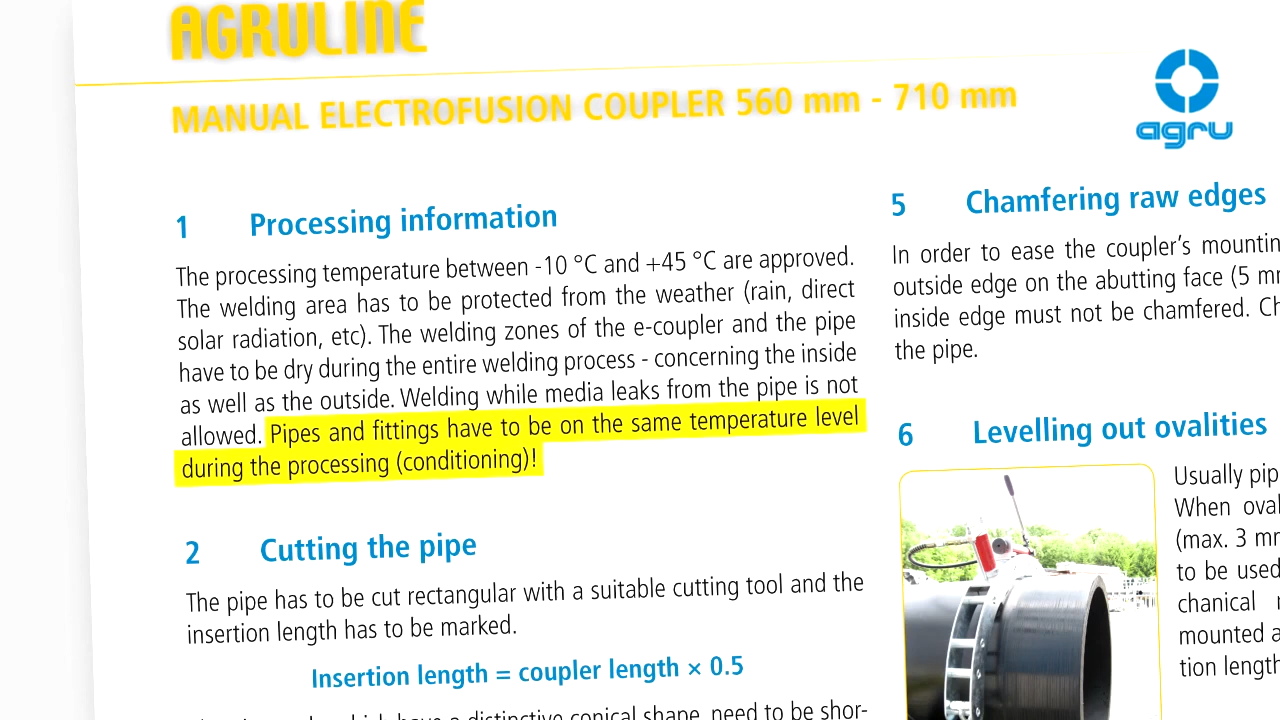 AGRULINE
MANUAL ELECTROFUSION COUPLER 560 mm - 710 mm
agru
1 Processing information
The processing temperature between -10 °C and +45 °C are approved.
The welding area has to be protected from the weather (rain, direct
solar radiation, etc). The welding zones of the e-coupler and the pipe
have to be dry during the entire welding process - concerning the inside
as well as the outside. Welding while media leaks from the pipe is not
allowed. Pipes and fittings have to be on the same temperature level
during the processing (conditioning)!
2 Cutting the pipe
The pipe has to be cut rectangular with a suitable cutting tool and the
insertion length has to be marked.
Insertion length = coupler length × 0.5
have a distinctive conical shape, need to be shor-
5 Chamfering raw edges
In order to ease the coupler's
outside edge on the abutting face (5
inside edge must not be chamfered.
the pipe.
6 Levelling out ovalities
Usually
When
(max. 3
to be used
mounted